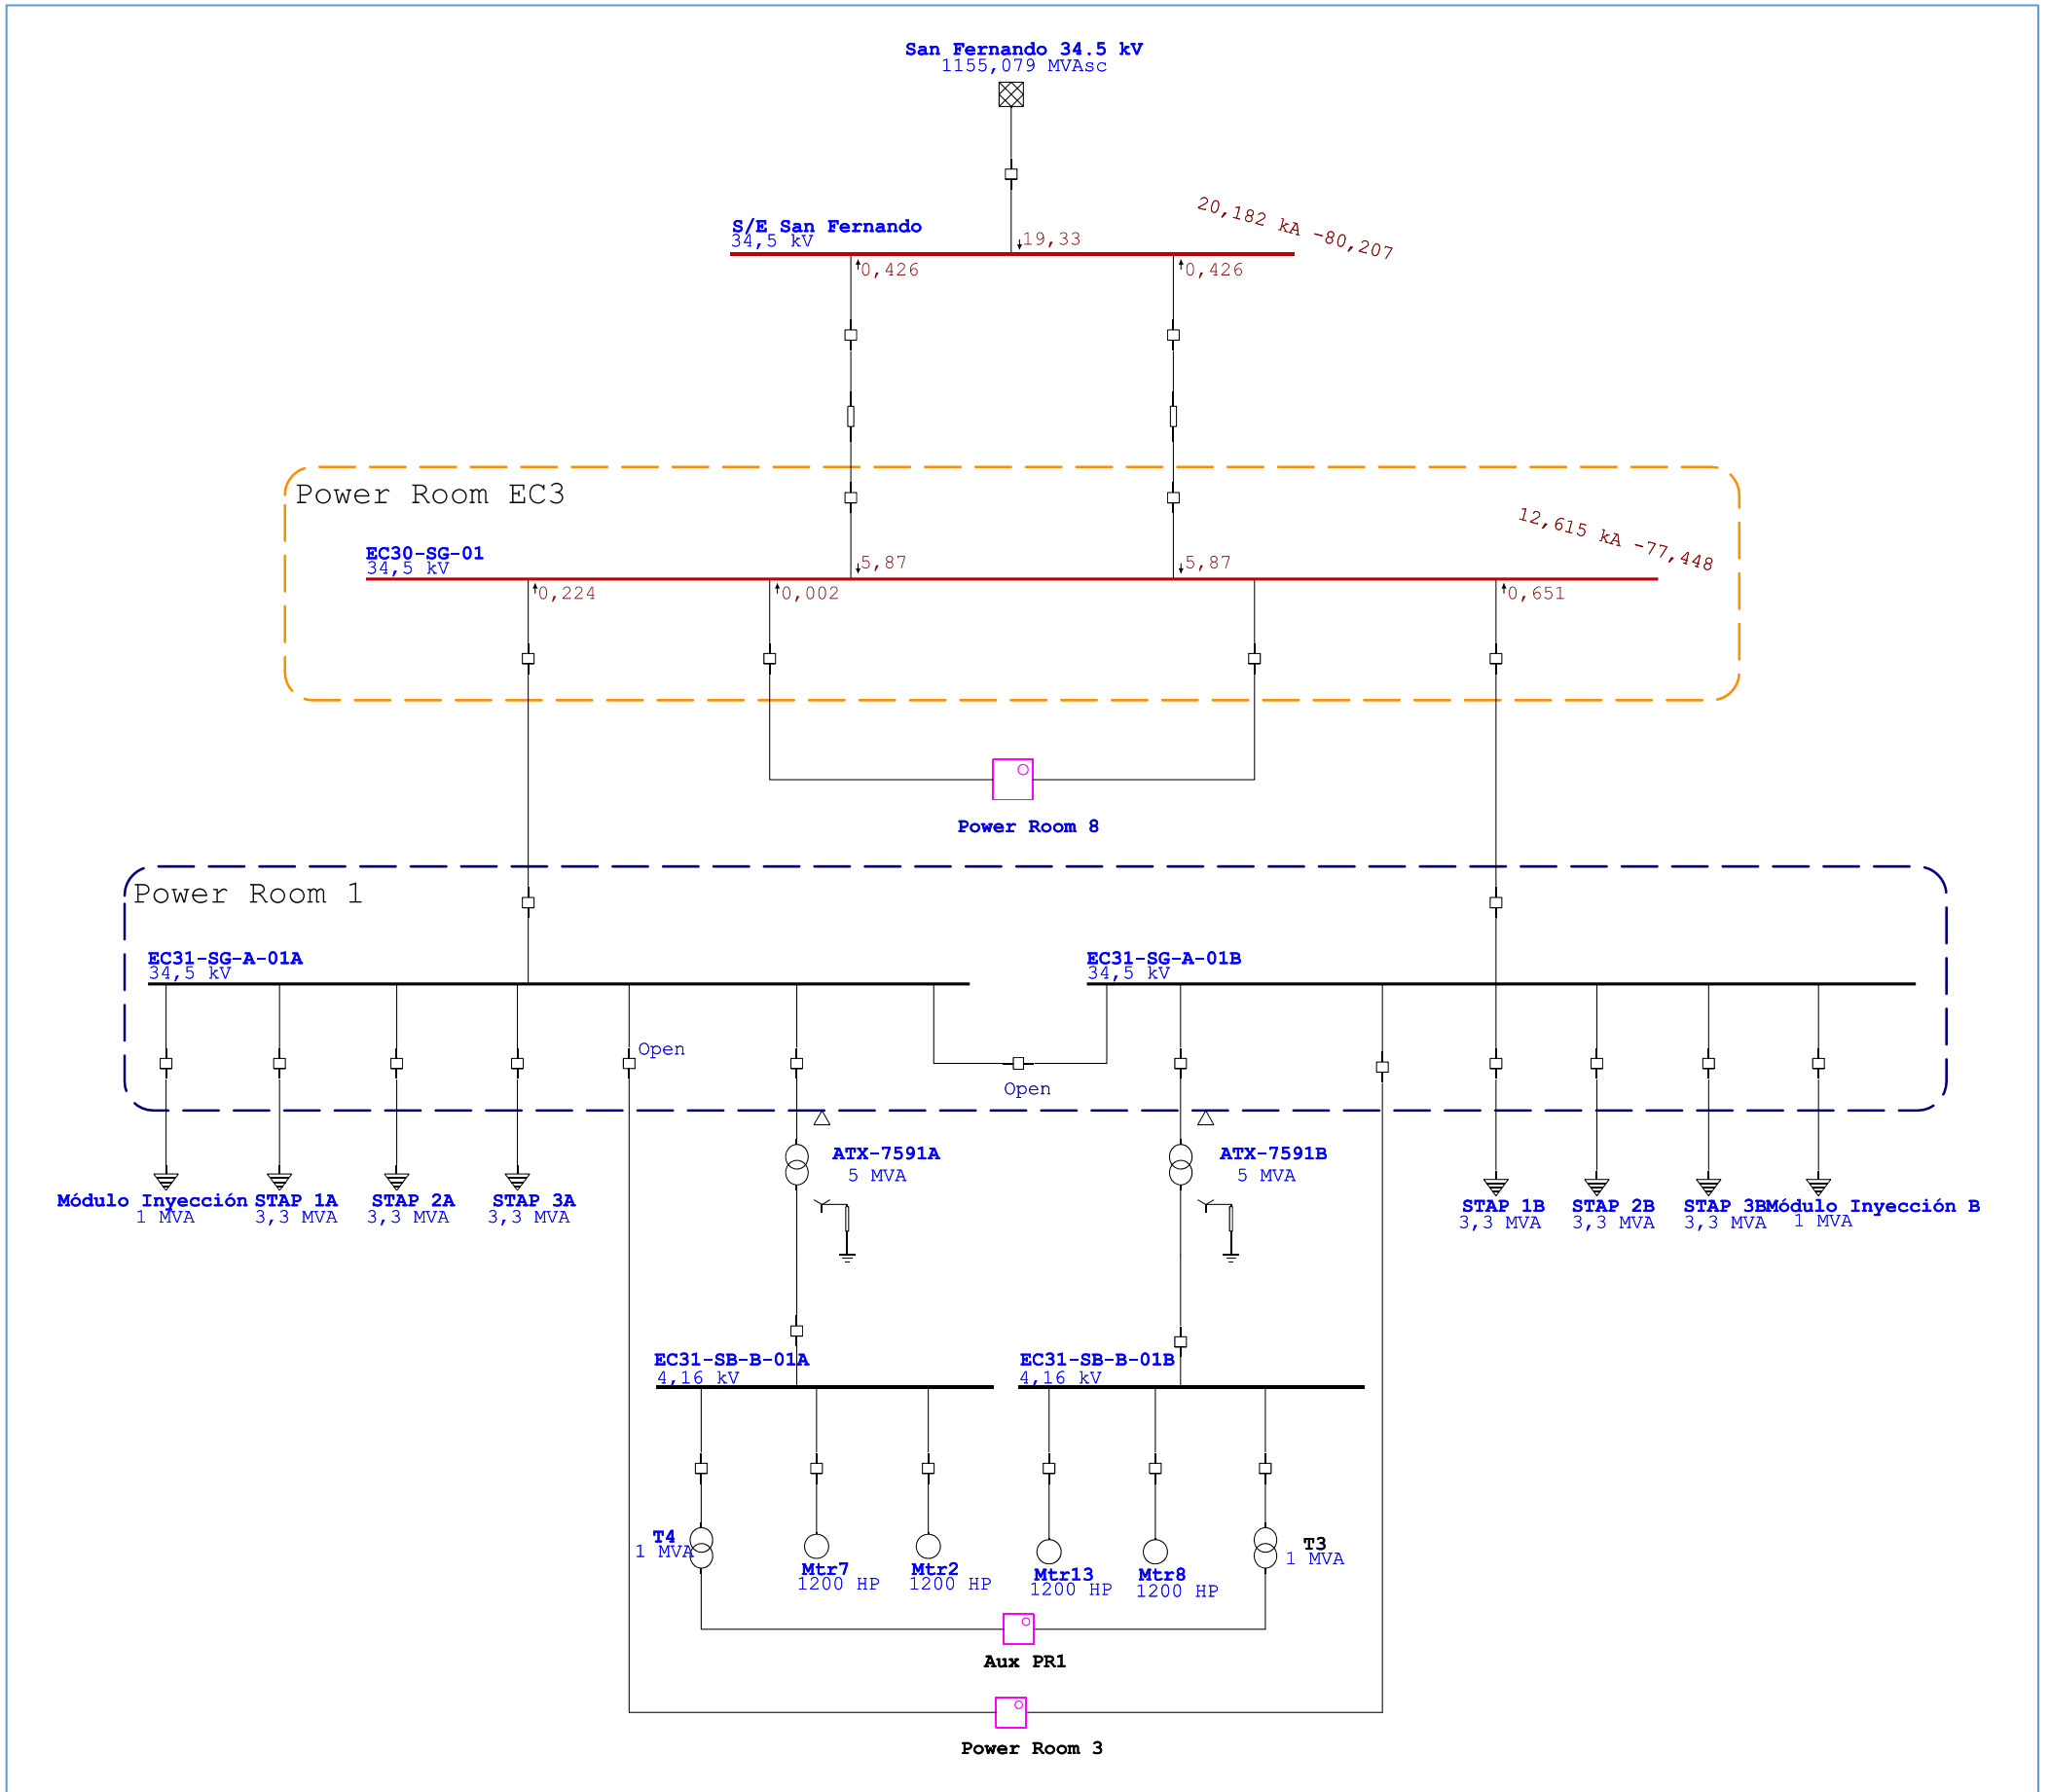 San Fernando 34.5 kV
1155,079 MVAsc
20,182 kA -80,207
S/E San Fernando
34,5 kV
19,33
0,426
0,426
Power Room EC3
12,615 kA -77,448
EC30-SG-01
34,5 kV
5,87
5,87
0,224
0,002
0,651
Power Room 8
Power Room 1
EC31-SG-A-01A
34,5 kV
EC31-SG-A-01B
34,5 kV
Open
Open
ATX-7591A
5 MVA
ATX-7591B
5 MVA
Módulo Inyección
1 MVA
STAP 1A
3,3 MVA
STAP 2A
3,3 MVA
STAP 3A
3,3 MVA
STAP 1B
3,3 MVA
STAP 2B
3,3 MVA
STAP 3B
3,3 MVA
Módulo Inyección B
1 MVA
EC31-SB-B-01A
4,16 kV
EC31-SB-B-01B
4,16 kV
T4
1 MVA
Mtr7
1200 HP
Mtr2
1200 HP
Mtr13
1200 HP
Mtr8
1200 HP
T3
1 MVA
Aux PR1
Power Room 3